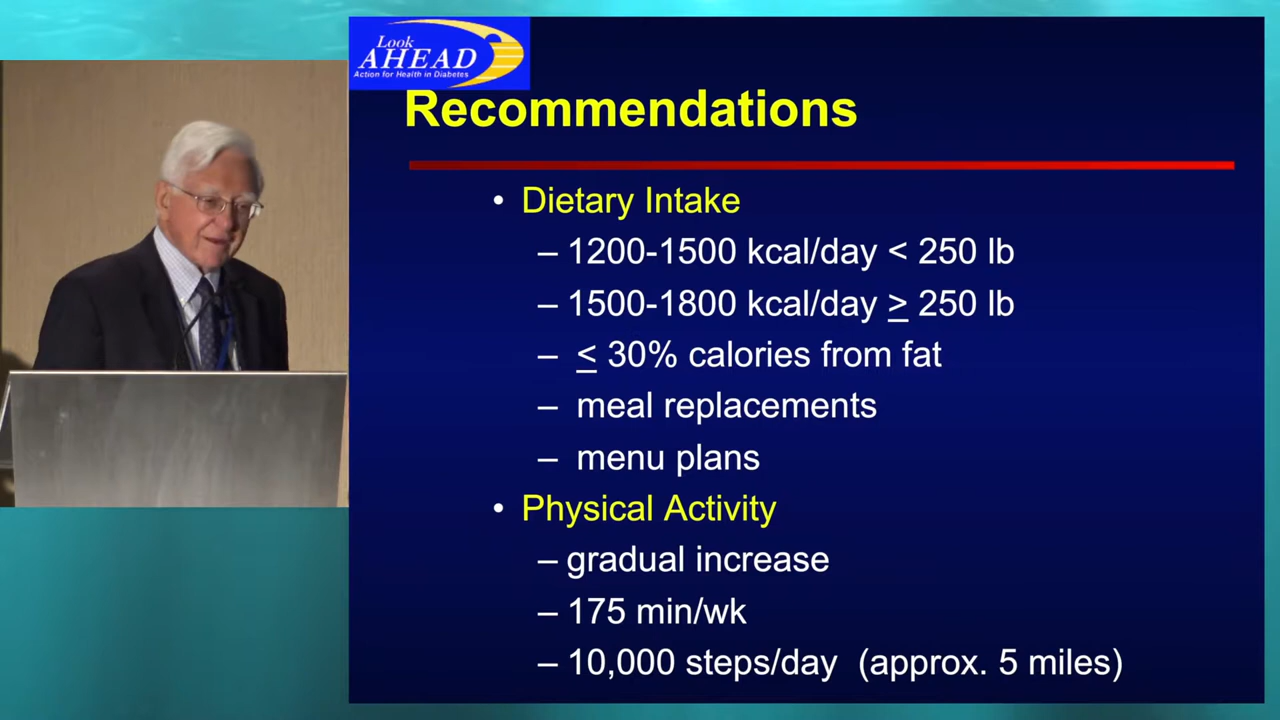 Look
AHEAD
Action for Health in Diabetes
Recommendations
• Dietary Intake
– 1200-1500 kcal/day < 250 lb
– 1500-1800 kcal/day ≥ 250 lb
– ≤ 30% calories from fat
– meal replacements
– menu plans
• Physical Activity
– gradual increase
– 175 min/wk
– 10,000 steps/day (approx. 5 miles)